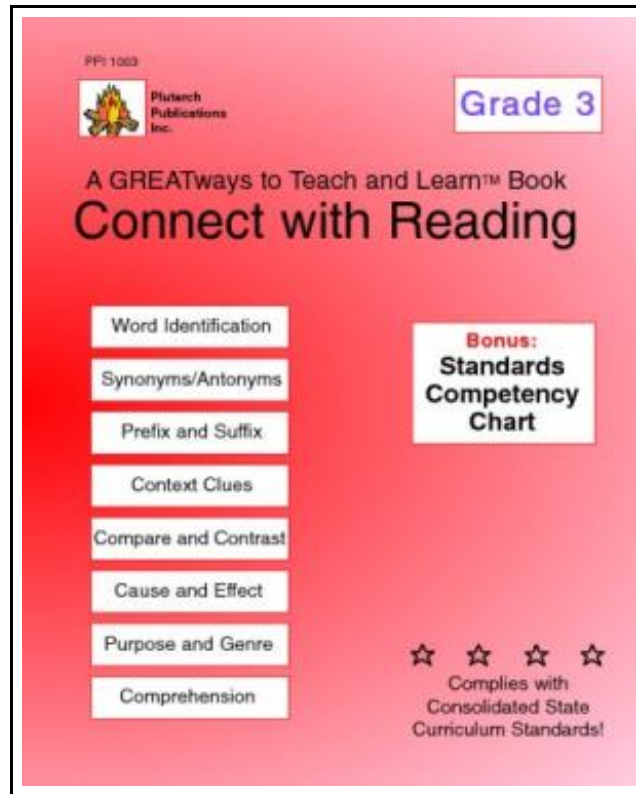 PPI 1003
Plutarch
Publications
Inc.
Grade 3
A GREATways to Teach and Learn™ Book
Connect with Reading
Word Identification
Synonyms/Antonyms
Prefix and Suffix
Context Clues
Compare and Contrast
Cause and Effect
Purpose and Genre
Comprehension
Bonus:
Standards
Competency
Chart
Complies with
Consolidated State
Curriculum Standards!